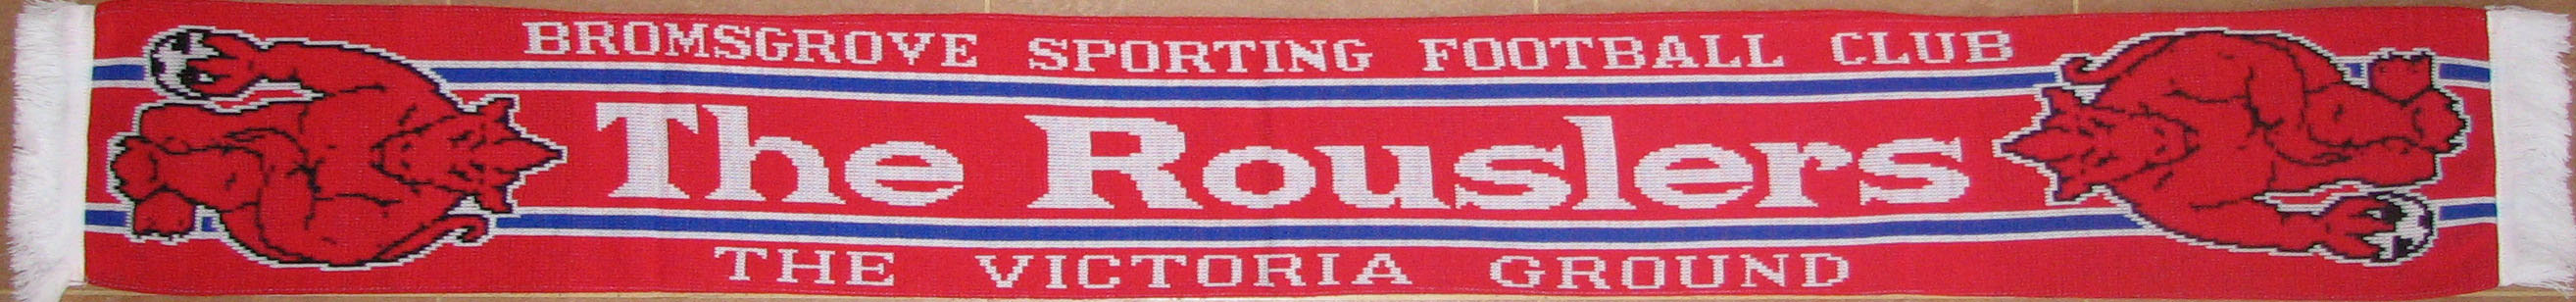 BROMSGROVE SPORTING FOOTBALL CLUB
The Rouslers
THE VICTORIA GROUND